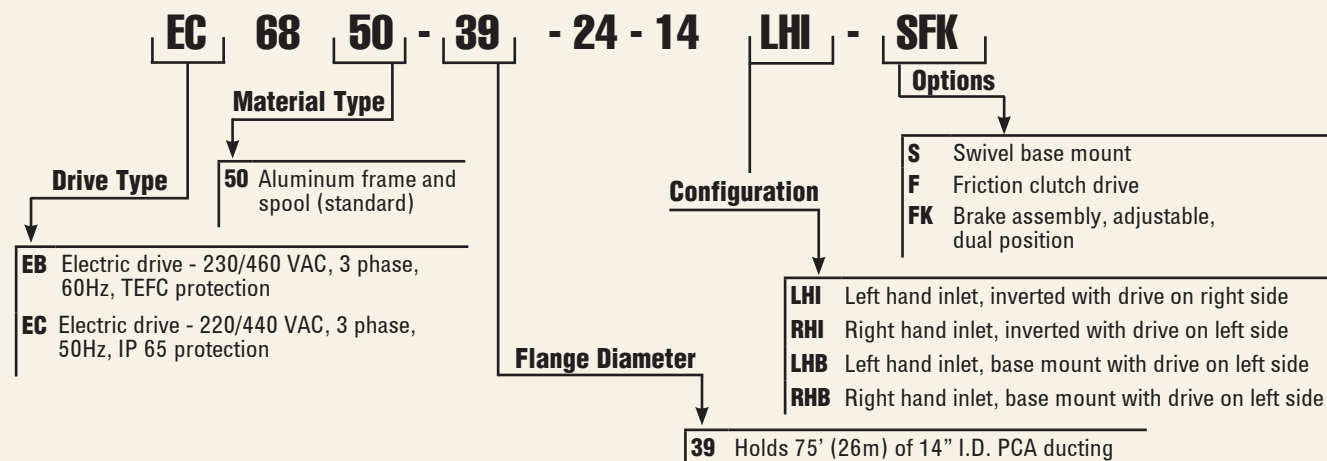 EC 68 50 - 39 - 24 - 14 LHI - SFK
Options
Material Type
S Swivel base mount
F Friction clutch drive
FK Brake assembly, adjustable,
dual position
50 Aluminum frame and
spool (standard)
Drive Type
Configuration
EB Electric drive - 230/460 VAC, 3 phase,
60Hz, TEFC protection
EC Electric drive - 220/440 VAC, 3 phase,
50Hz, IP 65 protection
LHI Left hand inlet, inverted with drive on right side
RHI Right hand inlet, inverted with drive on left side
LHB Left hand inlet, base mount with drive on left side
RHB Right hand inlet, base mount with drive on left side
Flange Diameter
39 Holds 75' (26m) of 14” I.D. PCA ducting